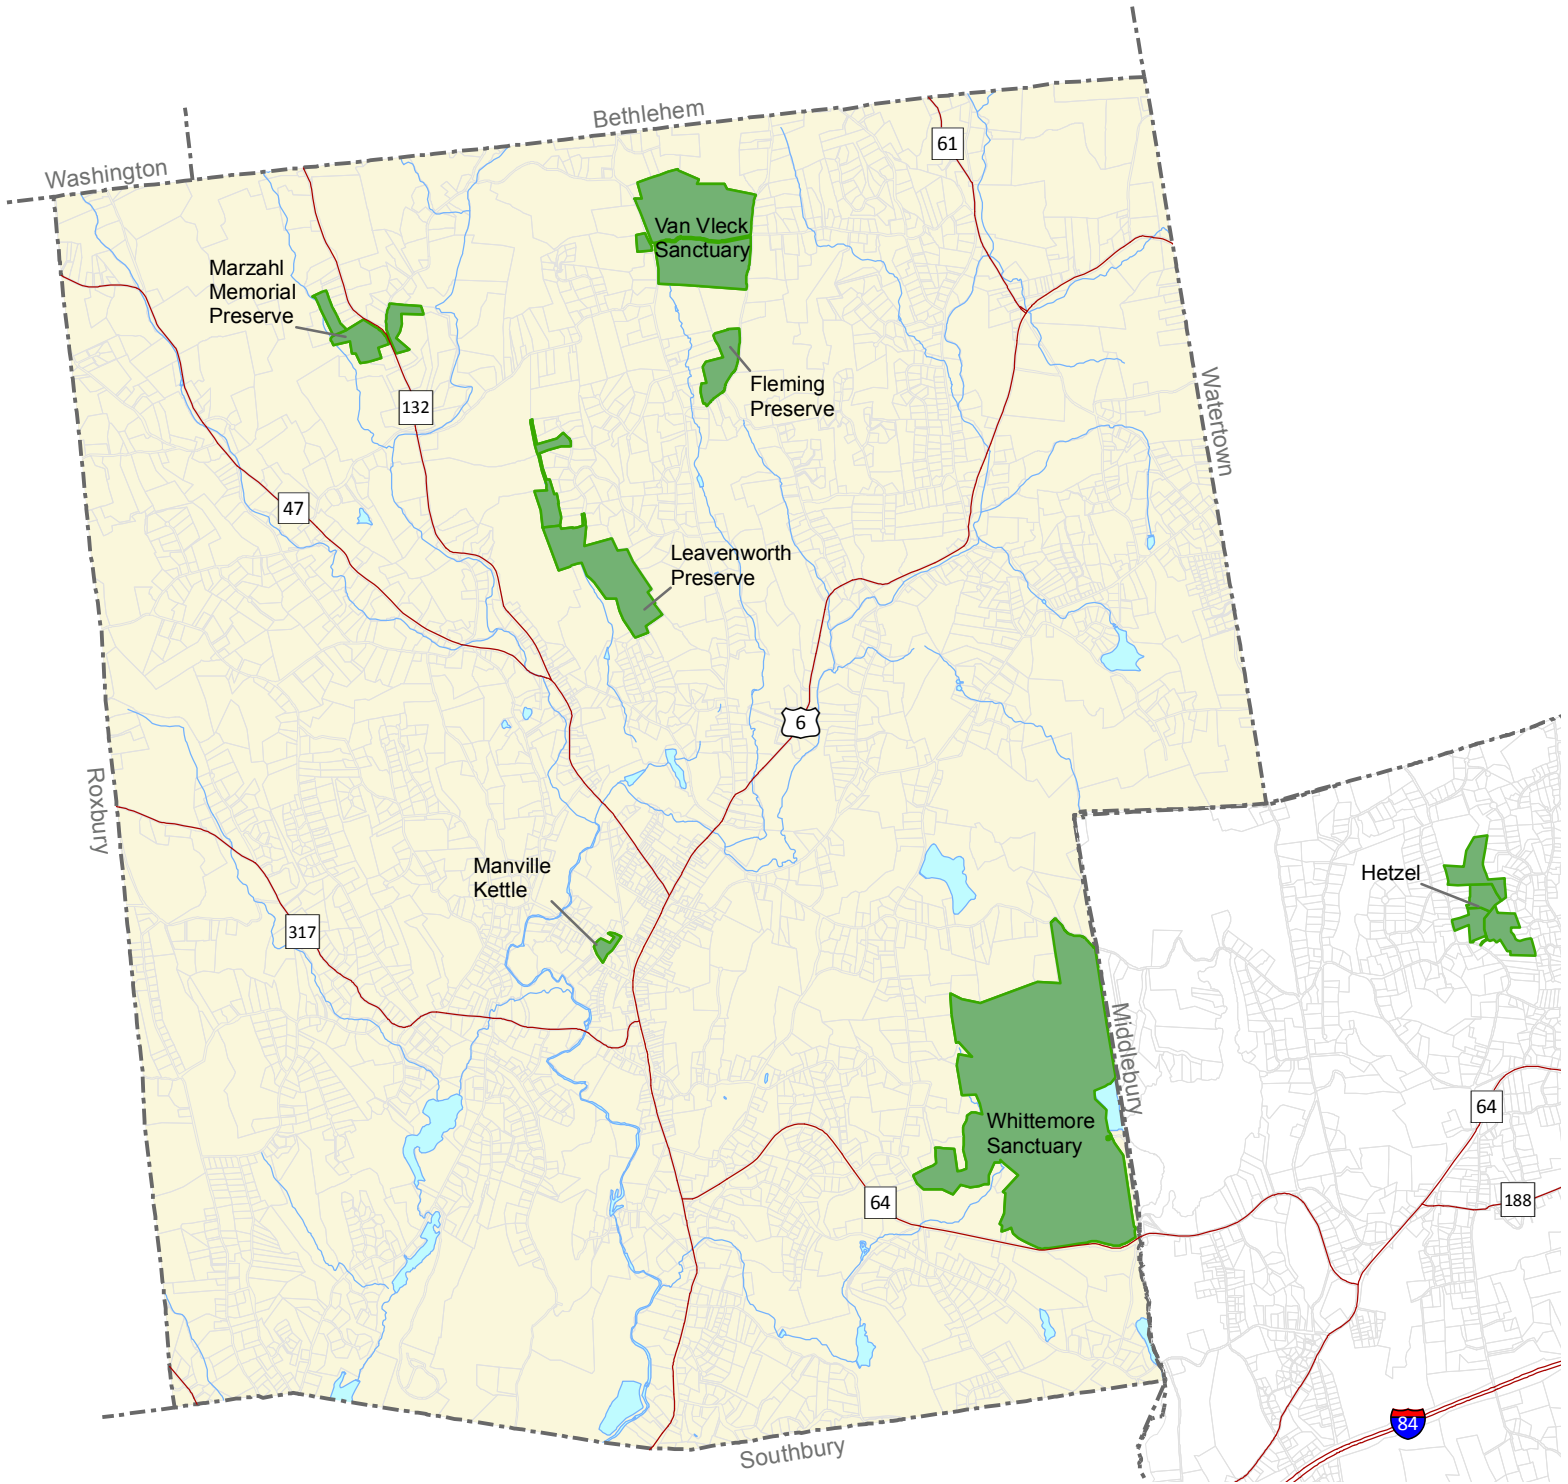 Bethlehem
61
Washington
Van Vleck
Sanctuary
Marzahl
Memorial
Preserve
Fleming
Preserve
132
Watertown
47
Leavenworth
Preserve
6
Roxbury
Manville
Kettle
Hetzel
317
Middlebury
Whittemore
Sanctuary
64
64
188
84
Southbury